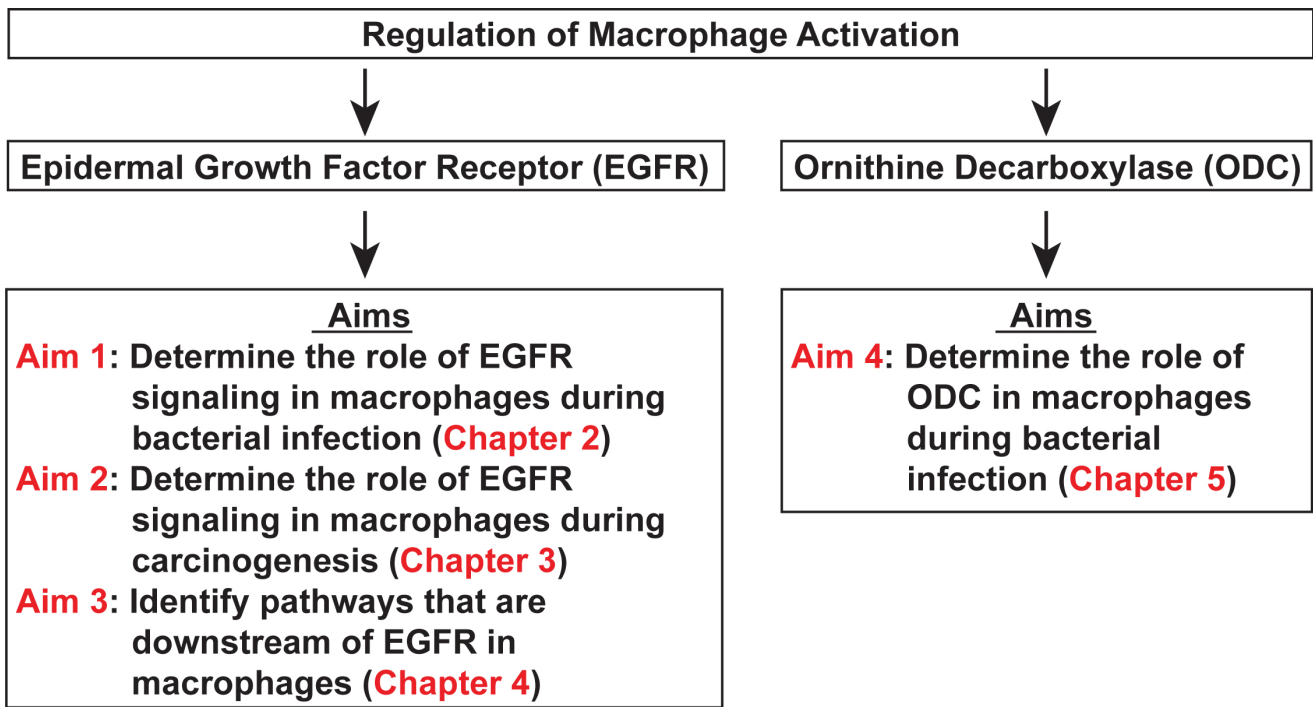 Regulation of Macrophage Activation
Epidermal Growth Factor Receptor (EGFR)
Ornithine Decarboxylase (ODC)
Aims
Aim 1: Determine the role of EGFR
signaling in macrophages during
bacterial infection (Chapter 2)
Aim 2: Determine the role of EGFR
signaling in macrophages during
carcinogenesis (Chapter 3)
Aim 3: Identify pathways that are
downstream of EGFR in
macrophages (Chapter 4)
Aims
Aim 4: Determine the role of
ODC in macrophages
during bacterial
infection (Chapter 5)